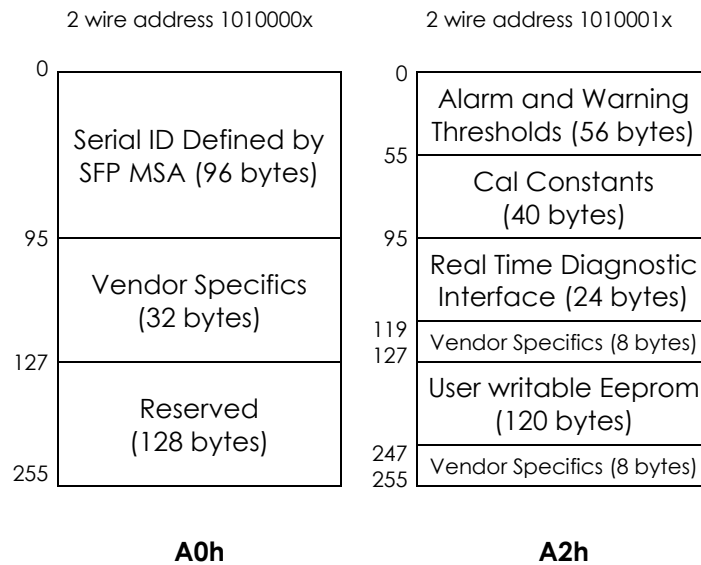 2 wire address 1010000x
0
Serial ID Defined by
SFP MSA (96 bytes)
95
Vendor Specifics
(32 bytes)
127
Reserved
(128 bytes)
255
A0h
2 wire address 1010001x
0
Alarm and Warning
Thresholds (56 bytes)
55
Cal Constants
(40 bytes)
95
Real Time Diagnostic
Interface (24 bytes)
119
Vendor Specifics (8 bytes)
127
User writable Eeprom
(120 bytes)
247
Vendor Specifics (8 bytes)
255
A2h